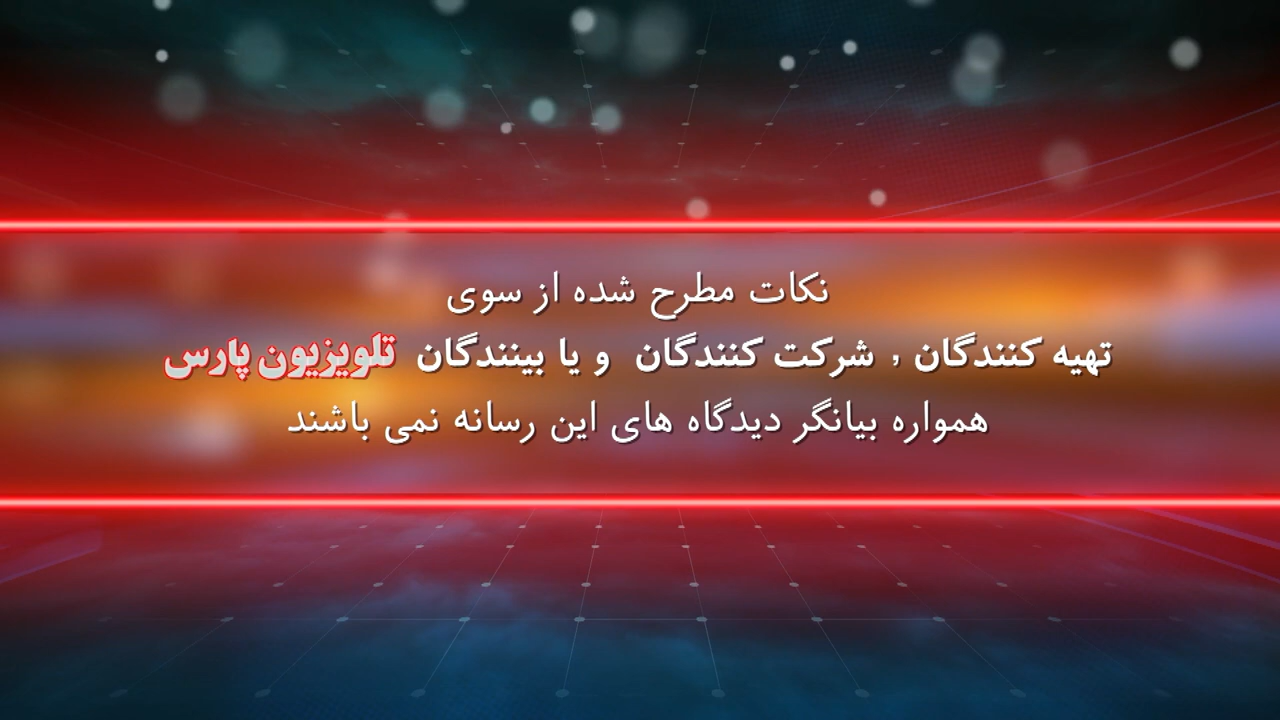 نکات مطرح شده از سوی
تهیه کنندگان , شرکت کنندگان و یا بینندگان تلویزیون پارس
همواره بیانگر دیدگاه های این رسانه نمی باشند